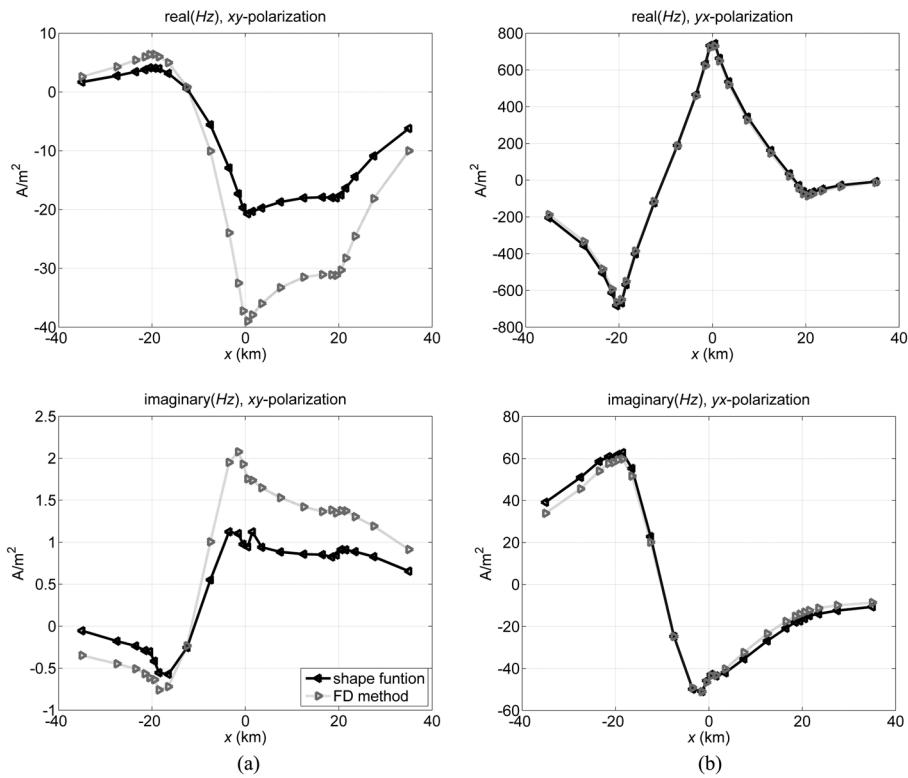 real(Hz), xy-polarization
10
0
-10
-20
-30
-40
A/m²
-40 -20 0 20 40
x (km)
real(Hz), yx-polarization
800
600
400
200
0
-200
-400
-600
-800
A/m²
-40 -20 0 20 40
x (km)
imaginary(Hz), xy-polarization
2.5
2
1.5
1
0.5
0
-0.5
-1
A/m²
shape funtion
FD method
-40 -20 0 20 40
x (km)
(a)
imaginary(Hz), yx-polarization
80
60
40
20
0
-20
-40
-60
A/m²
-40 -20 0 20 40
x (km)
(b)